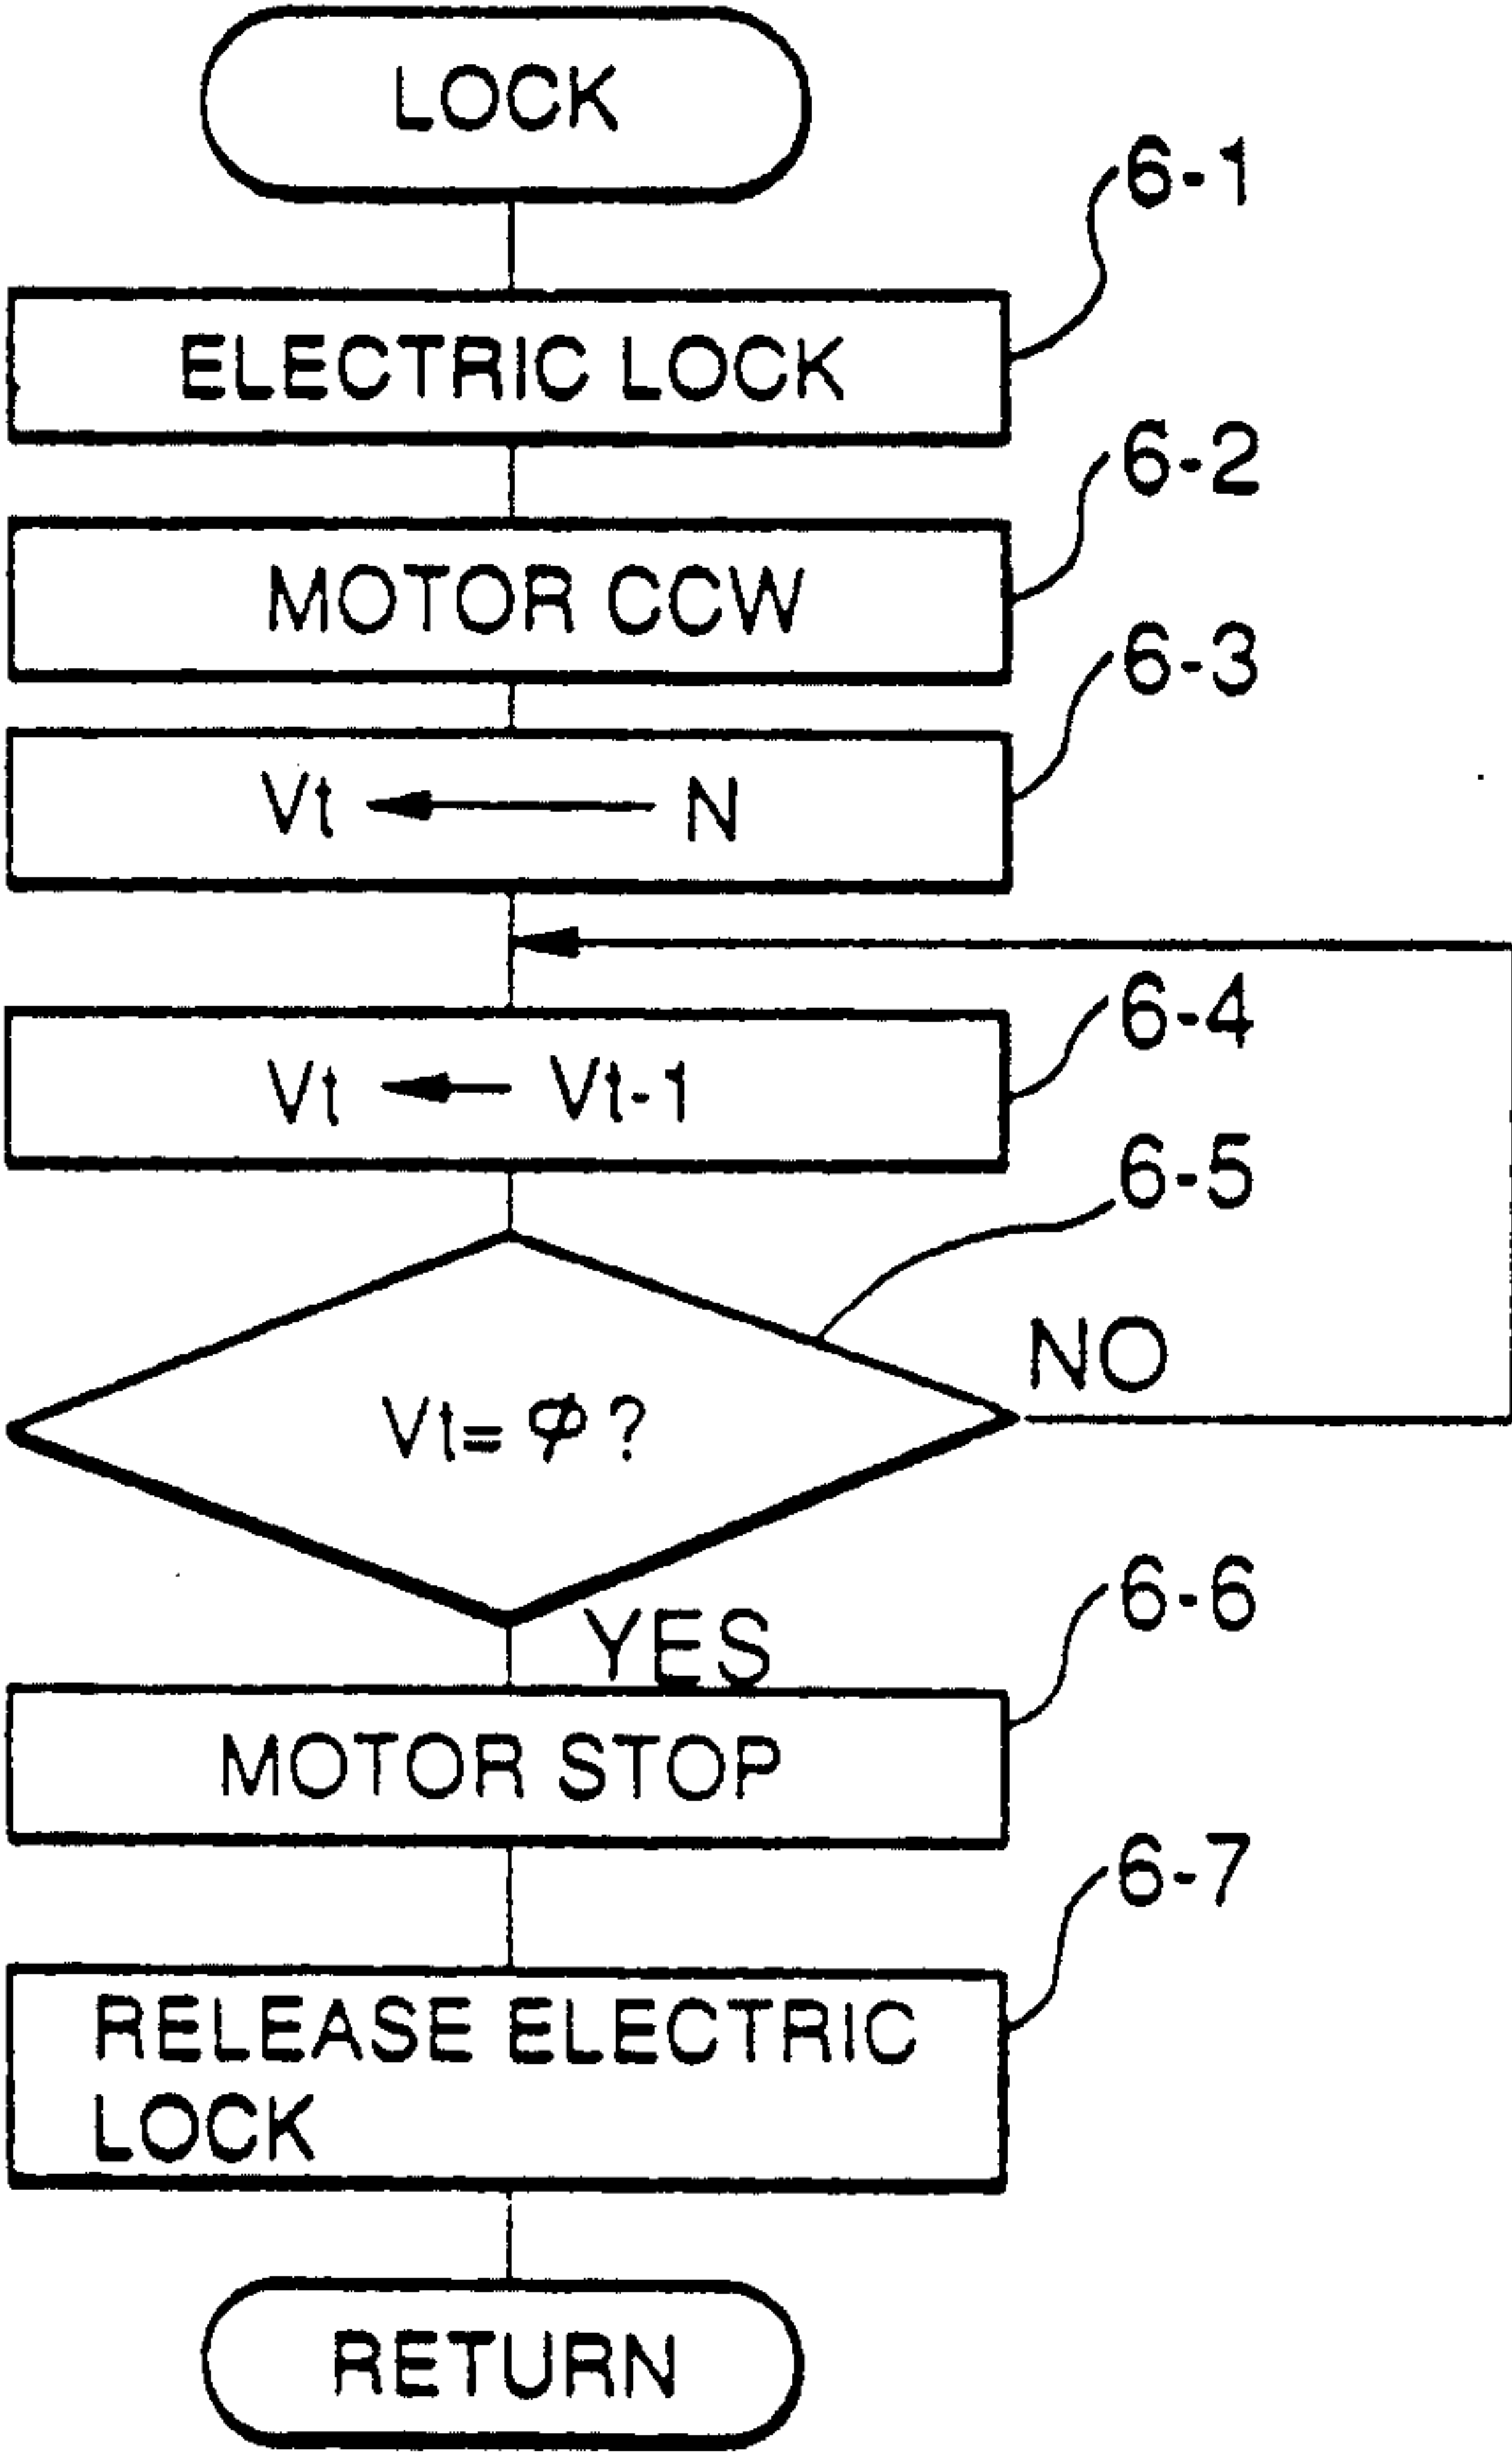 LOCK
6-1
ELECTRIC LOCK
6-2
MOTOR CCW
6-3
Vt ← N
6-4
Vt ← Vt-1
6-5
Vt= φ ?
NO
YES
6-6
MOTOR STOP
6-7
RELEASE ELECTRIC
LOCK
RETURN